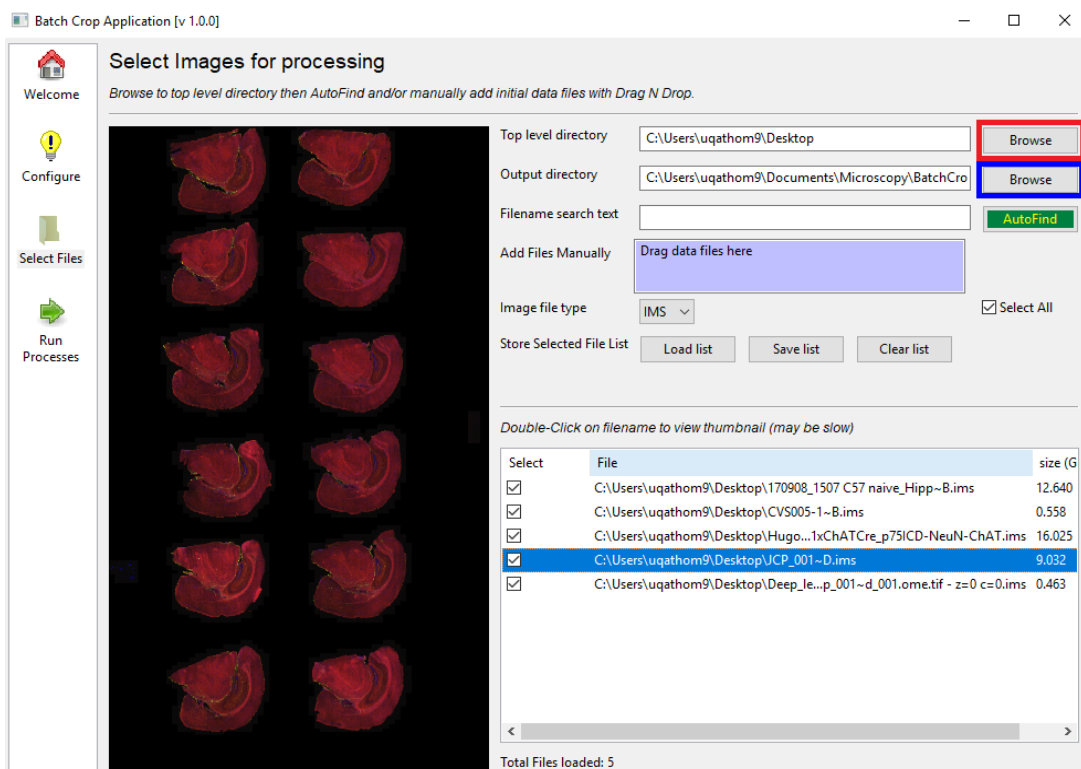 Batch Crop Application [v 1.0.0]
Welcome
Configure
Select Files
Run
Processes
Select Images for processing
Browse to top level directory then AutoFind and/or manually add initial data files with Drag N Drop.
Top level directory
C:\Users\uqathom9\Desktop
Browse
Output directory
C:\Users\uqathom9\Documents\Microscopy\BatchCro
Browse
Filename search text
AutoFind
Add Files Manually
Drag data files here
Image file type
IMS
Select All
Store Selected File List
Load list
Save list
Clear list
Double-Click on filename to view thumbnail (may be slow)
Select File size (G
C:\Users\uqathom9\Desktop\170908_1507 C57 naive_Hipp~B.ims 12.640
C:\Users\uqathom9\Desktop\CVS005-1~B.ims 0.558
C:\Users\uqathom9\Desktop\Hugo...1xChATCre_p75ICD-NeuN-ChAT.ims 16.025
C:\Users\uqathom9\Desktop\JCP_001~D.ims 9.032
C:\Users\uqathom9\Desktop\Deep_le...p_001~d_001.ome.tif - z=0 c=0.ims 0.463
Total Files loaded: 5